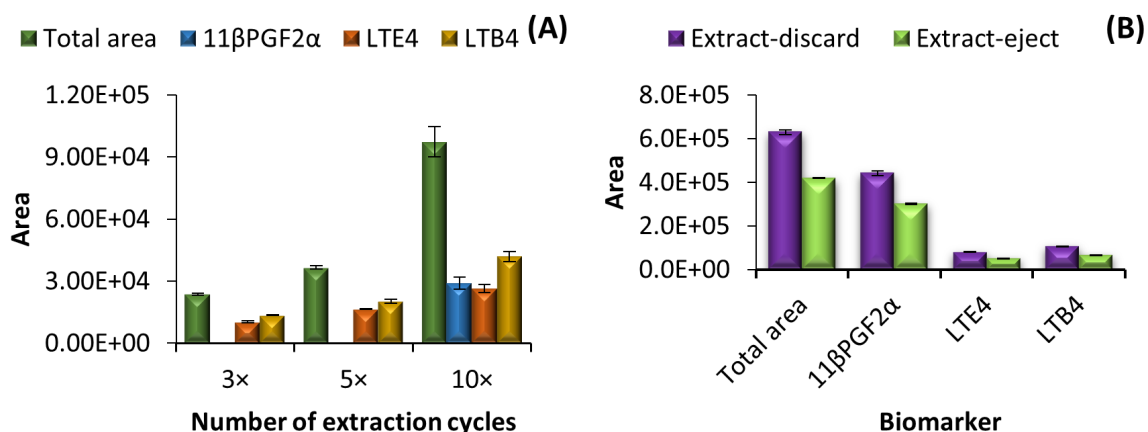 Total area 11βPGF2α LTE4 LTB4 (A)
1.20E+05
9.00E+04
6.00E+04
3.00E+04
0.00E+00
Area
3× 5× 10×
Number of extraction cycles
Extract-discard Extract-eject (B)
8.0E+05
6.0E+05
4.0E+05
2.0E+05
0.0E+00
Area
Total area 11βPGF2α LTE4 LTB4
Biomarker